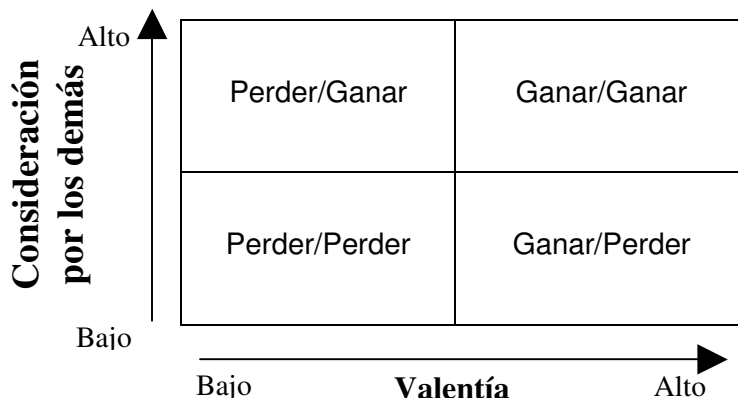 Alto
Consideración
por los demás
Perder/Ganar
Ganar/Ganar
Perder/Perder
Ganar/Perder
Bajo
Bajo
Valentía
Alto